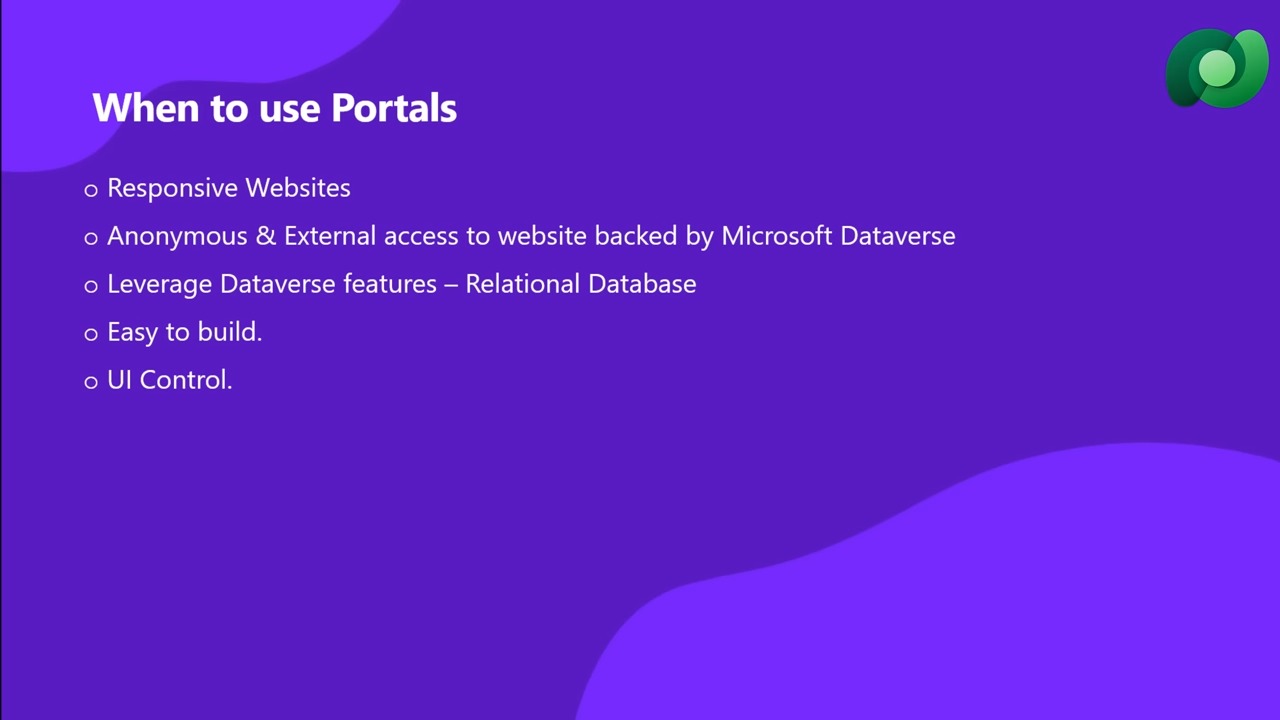 When to use Portals
o Responsive Websites
o Anonymous & External access to website backed by Microsoft Dataverse
o Leverage Dataverse features – Relational Database
o Easy to build.
o UI Control.